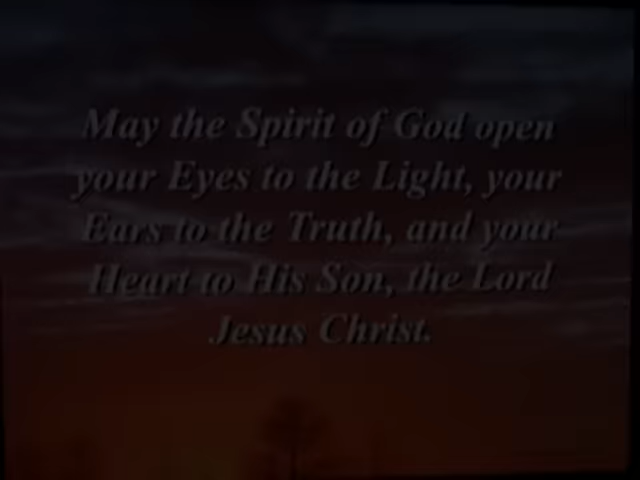 May the Spirit of God open
your Eyes to the Light, your
Ears to the Truth, and your
Heart to His Son, the Lord
Jesus Christ.